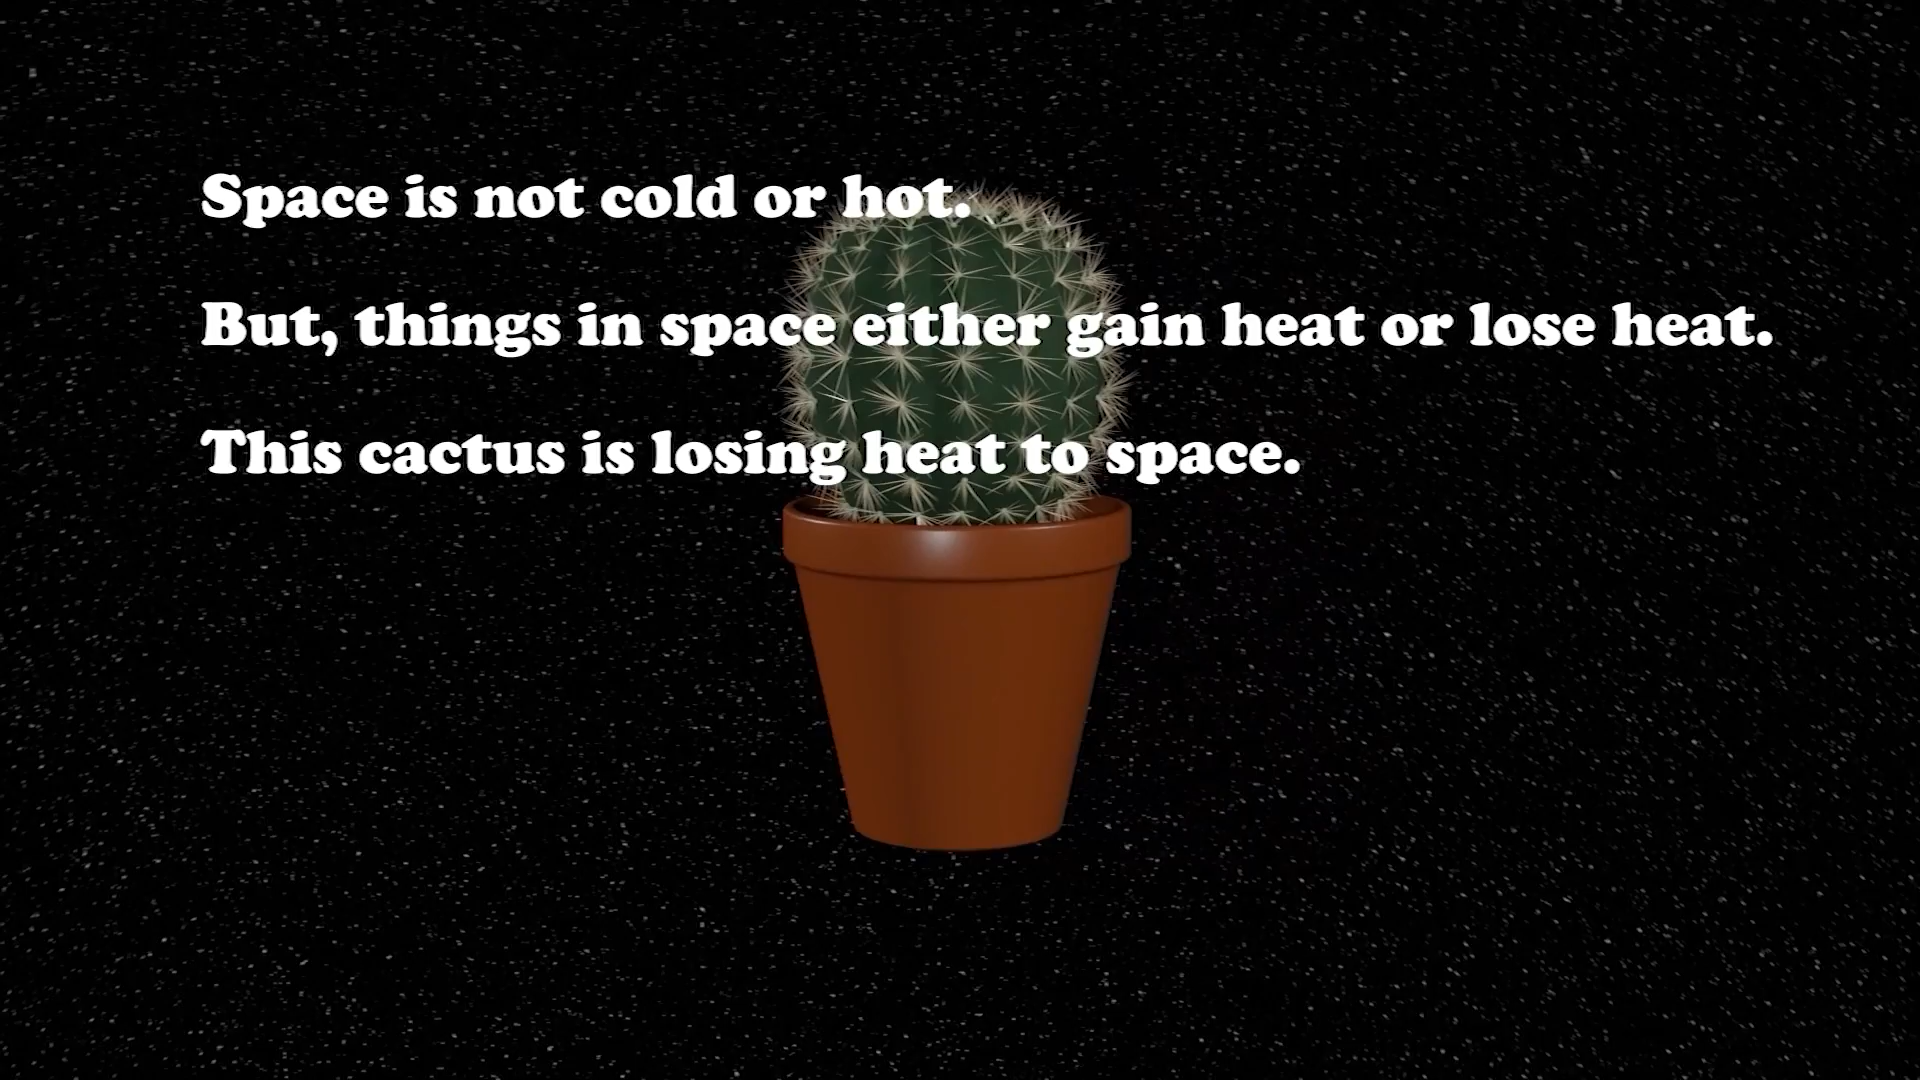 Space is not cold or hot.
But, things in space either gain heat or lose heat.
This cactus is losing heat to space.